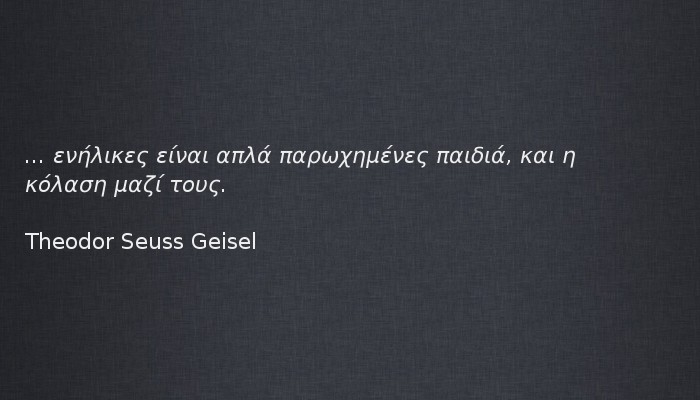 ... ενήλικες είναι απλά παρωχημένες παιδιά, και η
κόλαση μαζί τους.
Theodor Seuss Geisel